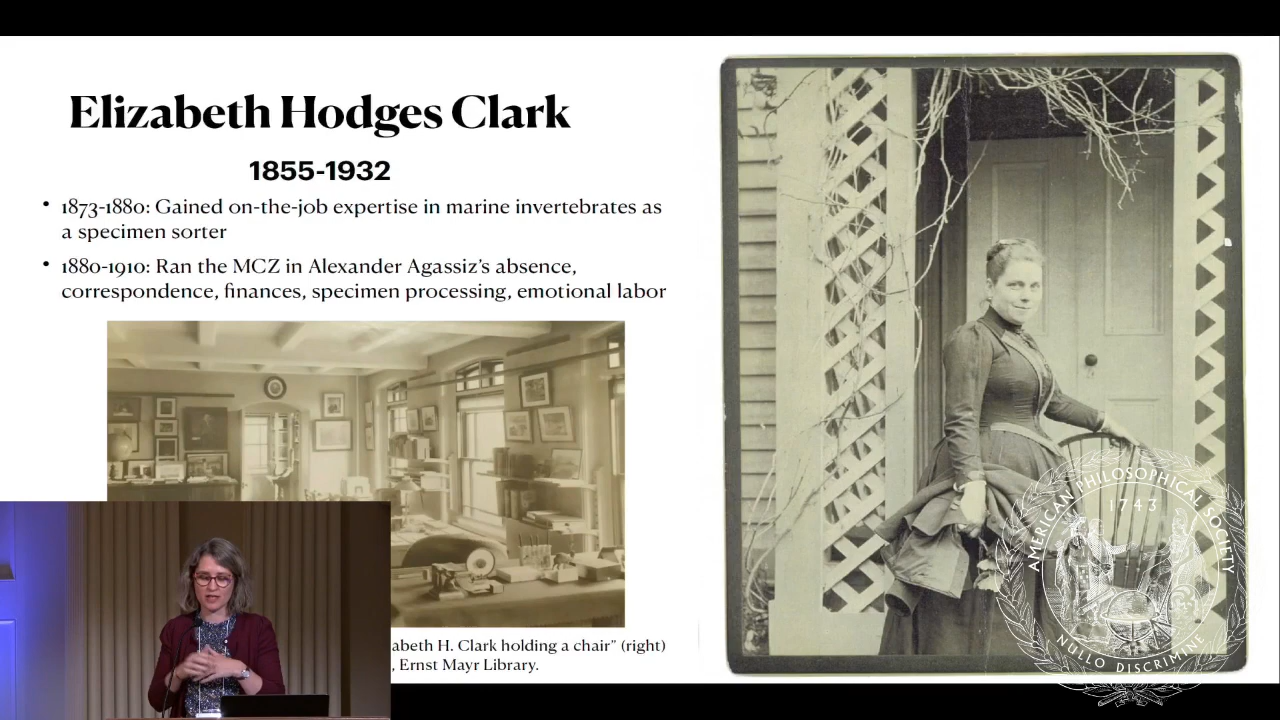 Elizabeth Hodges Clark
1855-1932
• 1873-1880: Gained on-the-job expertise in marine invertebrates as
a specimen sorter
• 1880-1910: Ran the MCZ in Alexander Agassiz’s absence,
correspondence, finances, specimen processing, emotional labor
abeth H. Clark holding a chair” (right)
, Ernst Mayr Library.
AMERICAN PHILOSOPHICAL SOCIETY
1743
NULLO DISCRIMINE